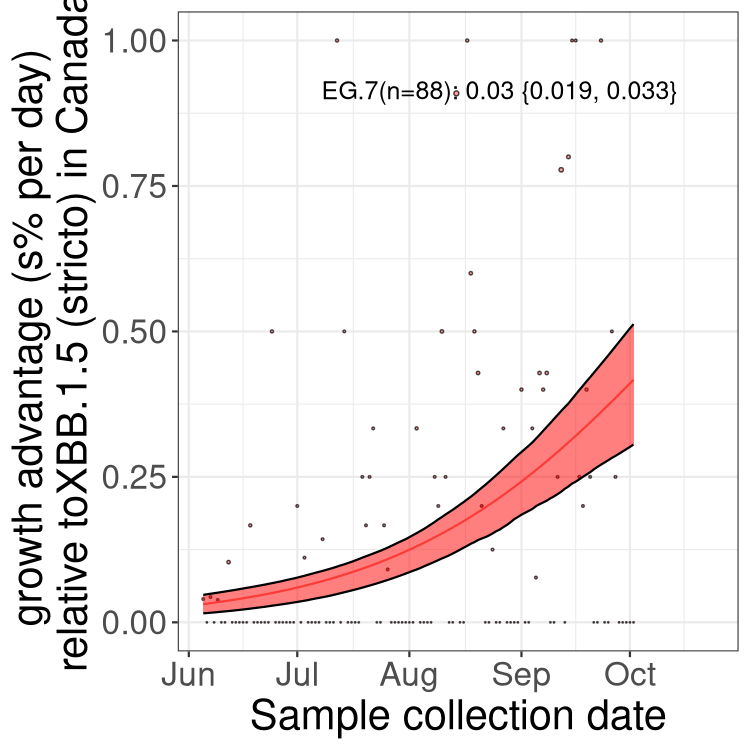 growth advantage (s% per day)
relative toXBB.1.5 (stricto) in Canada
1.00
0.75
0.50
0.25
0.00
EG.7(n=88): 0.03 {0.019, 0.033}
Jun Jul Aug Sep Oct
Sample collection date